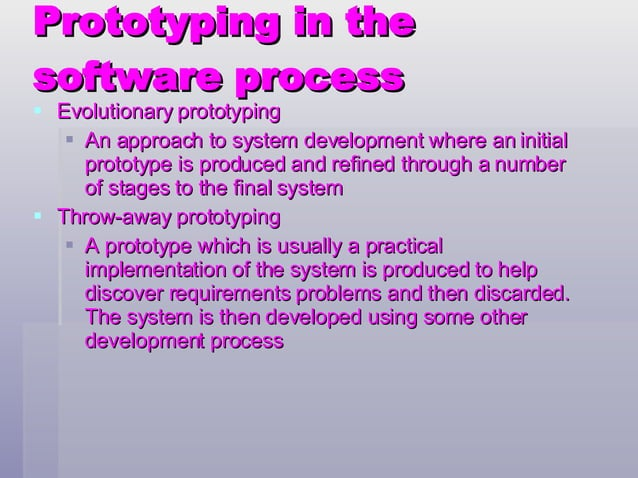 Prototyping in the
software process
Evolutionary prototyping
An approach to system development where an initial
prototype is produced and refined through a number
of stages to the final system
Throw-away prototyping
A prototype which is usually a practical
implementation of the system is produced to help
discover requirements problems and then discarded.
The system is then developed using some other
development process